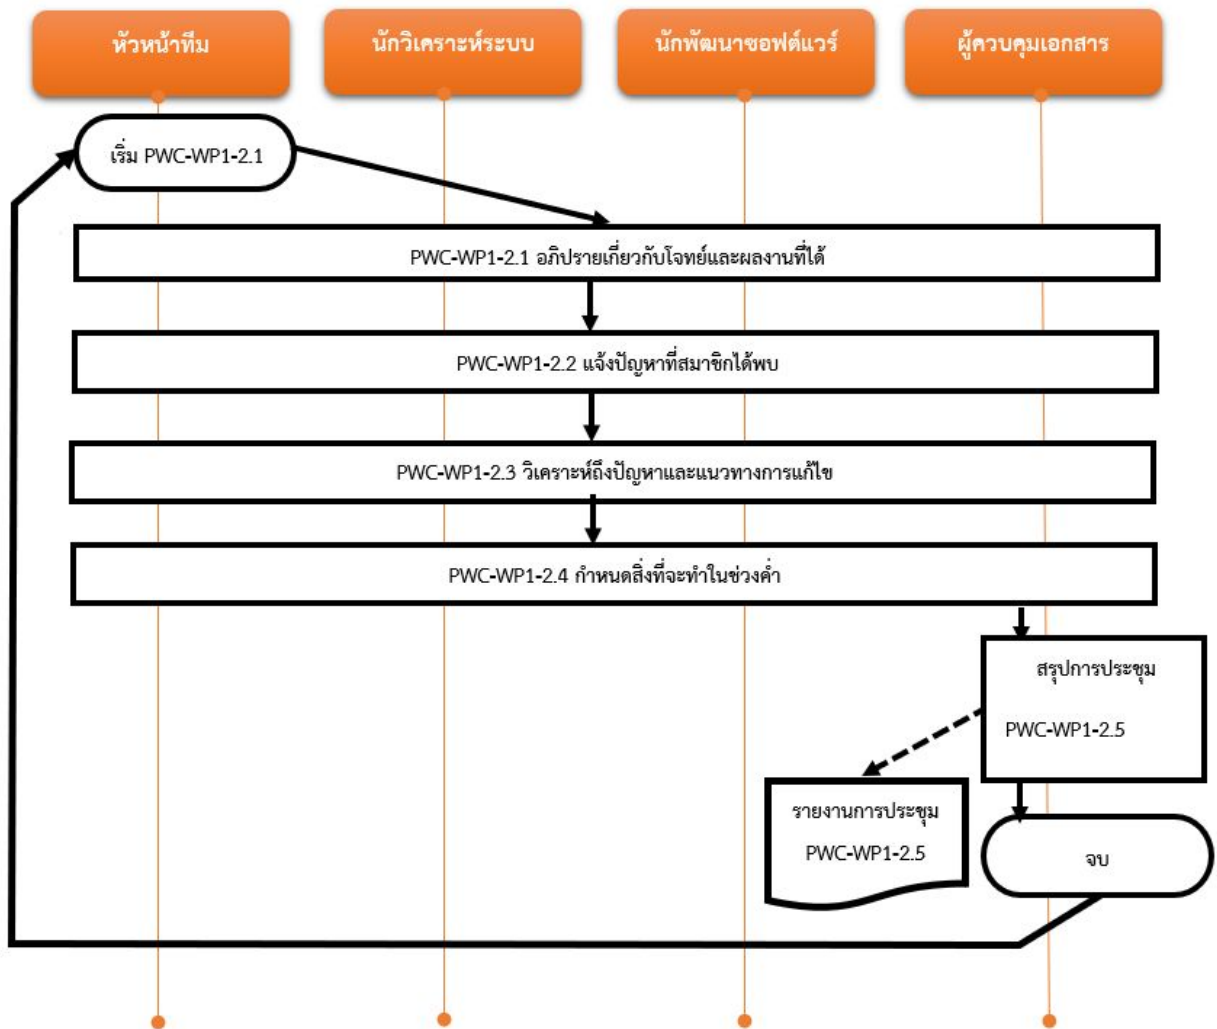 หัวหน้าทีม
นักวิเคราะห์ระบบ
นักพัฒนาซอฟต์แวร์
ผู้ควบคุมเอกสาร
เริ่ม PWC-WP1-2.1
PWC-WP1-2.1 อภิปรายเกี่ยวกับโจทย์และผลงานที่ได้
PWC-WP1-2.2 แจ้งปัญหาที่สมาชิกได้พบ
PWC-WP1-2.3 วิเคราะห์ถึงปัญหาและแนวทางการแก้ไข
PWC-WP1-2.4 กำหนดสิ่งที่จะทำในช่วงค่ำ
สรุปการประชุม
PWC-WP1-2.5
รายงานการประชุม
PWC-WP1-2.5
จบ